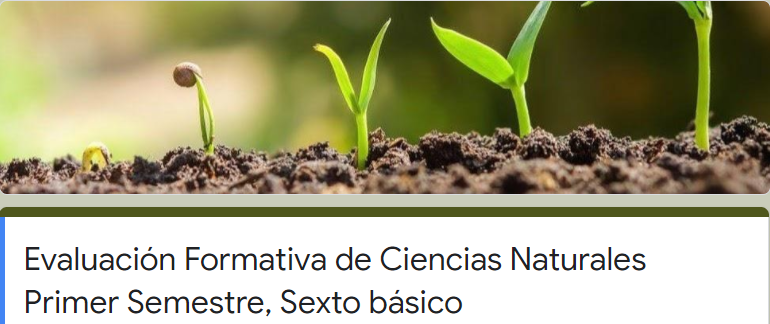 Evaluación Formativa de Ciencias Naturales
Primer Semestre, Sexto básico